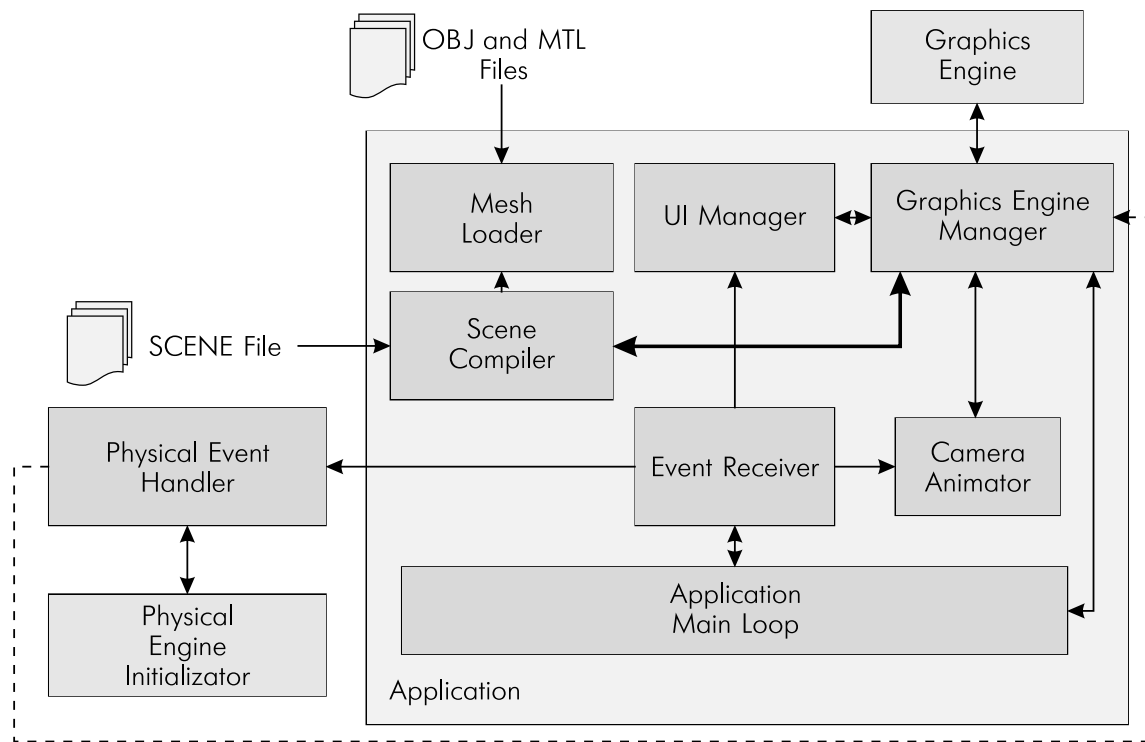 OBJ and MTL
Files
Graphics
Engine
Mesh
Loader
UI Manager
Graphics Engine
Manager
SCENE File
Scene
Compiler
Physical Event
Handler
Event Receiver
Camera
Animator
Physical
Engine
Initializator
Application
Main Loop
Application